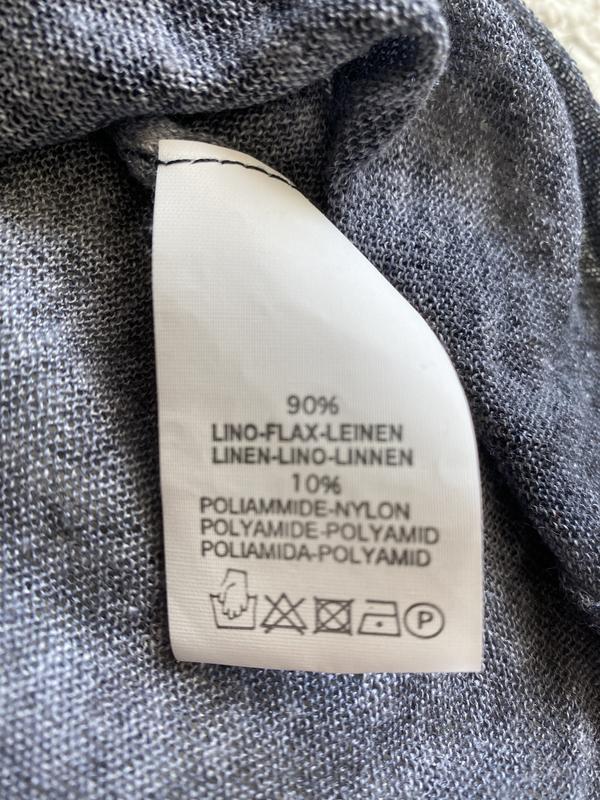 90%
LINO-FLAX-LEINEN
LINEN-LINO-LINNEN
10%
POLIAMMIDE-NYLON
POLYAMIDE-POLYAMID
POLIAMIDA-POLYAMID
P